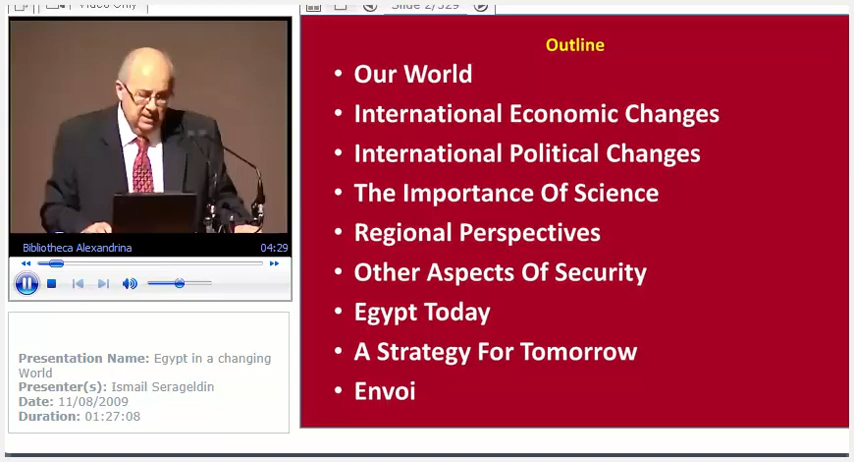 Video Only
Slide 2/329
Bibliotheca Alexandrina 04:29
Presentation Name: Egypt in a changing
World
Presenter(s): Ismail Serageldin
Date: 11/08/2009
Duration: 01:27:08
Outline
• Our World
• International Economic Changes
• International Political Changes
• The Importance Of Science
• Regional Perspectives
• Other Aspects Of Security
• Egypt Today
• A Strategy For Tomorrow
• Envoi